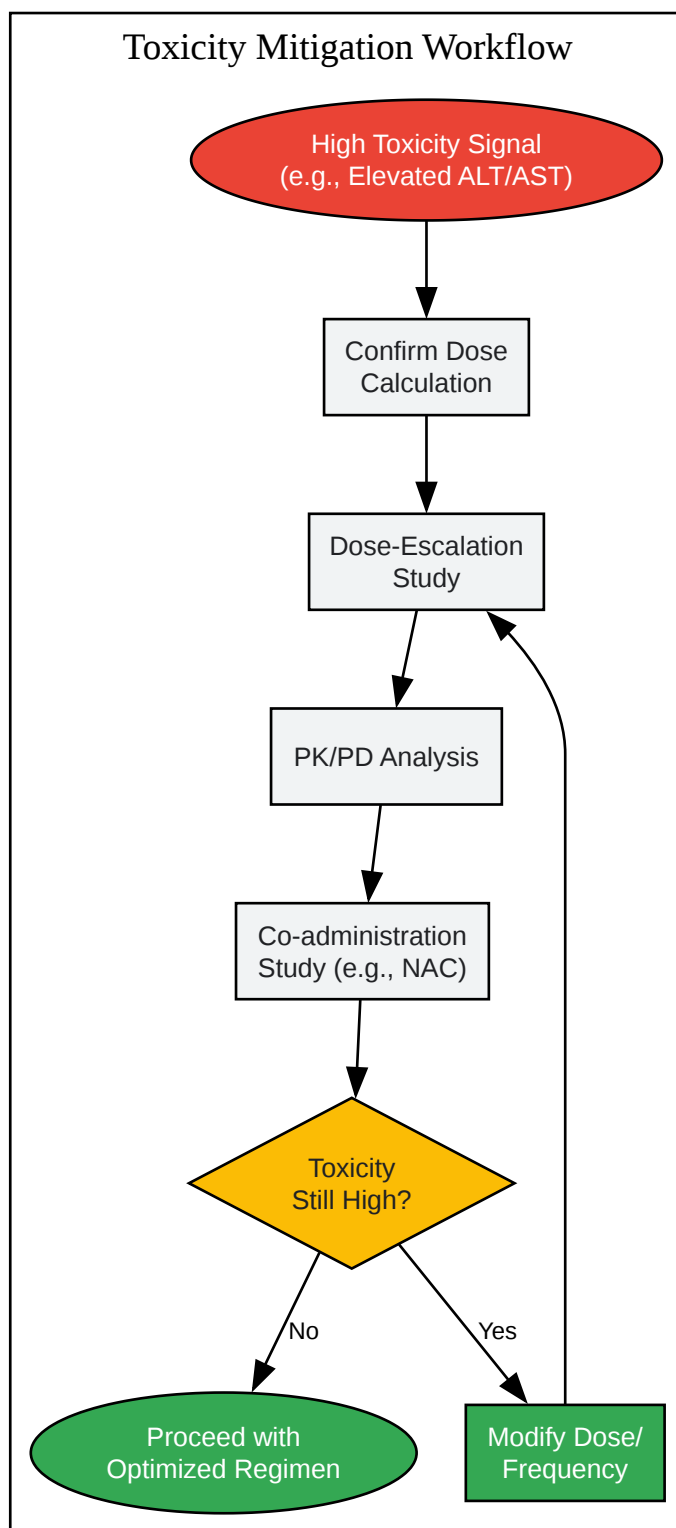 Toxicity Mitigation Workflow
High Toxicity Signal
(e.g., Elevated ALT/AST)
Confirm Dose
Calculation
Dose-Escalation
Study
PK/PD Analysis
Co-administration
Study (e.g., NAC)
Toxicity
Still High?
No
Yes
Proceed with
Optimized Regimen
Modify Dose/
Frequency